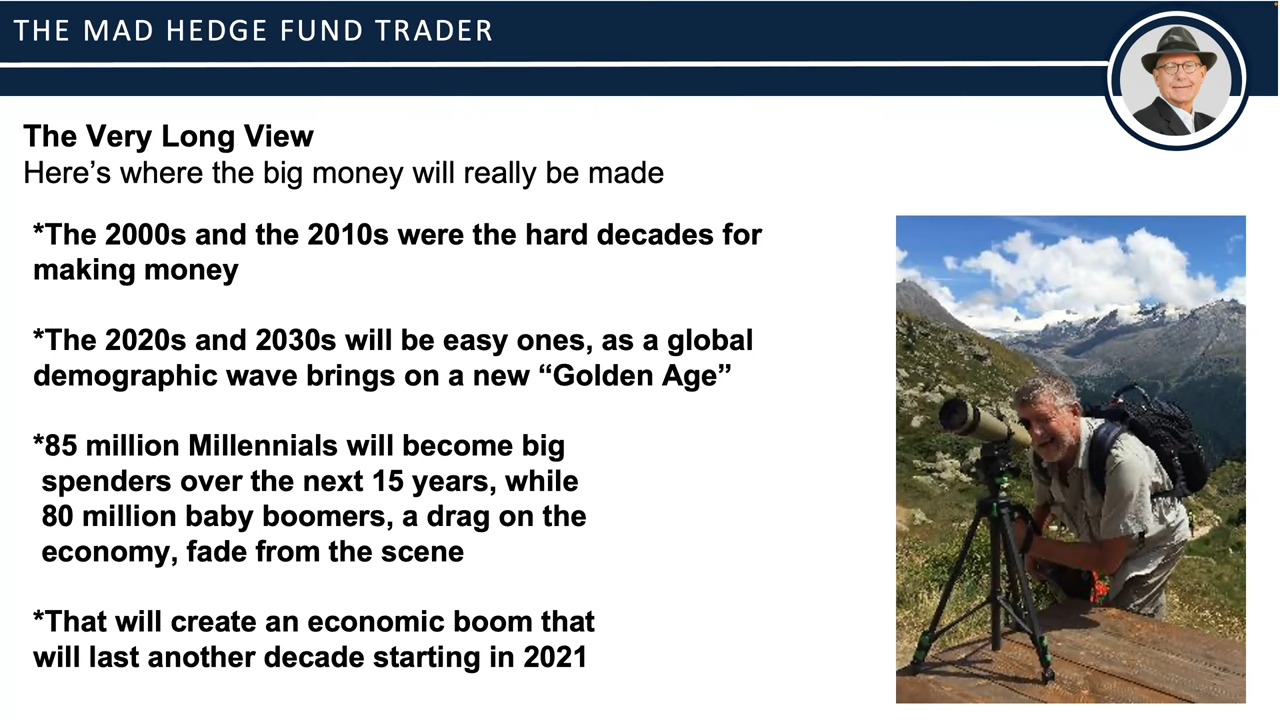 THE MAD HEDGE FUND TRADER
The Very Long View
Here’s where the big money will really be made
*The 2000s and the 2010s were the hard decades for
making money
*The 2020s and 2030s will be easy ones, as a global
demographic wave brings on a new “Golden Age”
*85 million Millennials will become big
spenders over the next 15 years, while
80 million baby boomers, a drag on the
economy, fade from the scene
*That will create an economic boom that
will last another decade starting in 2021